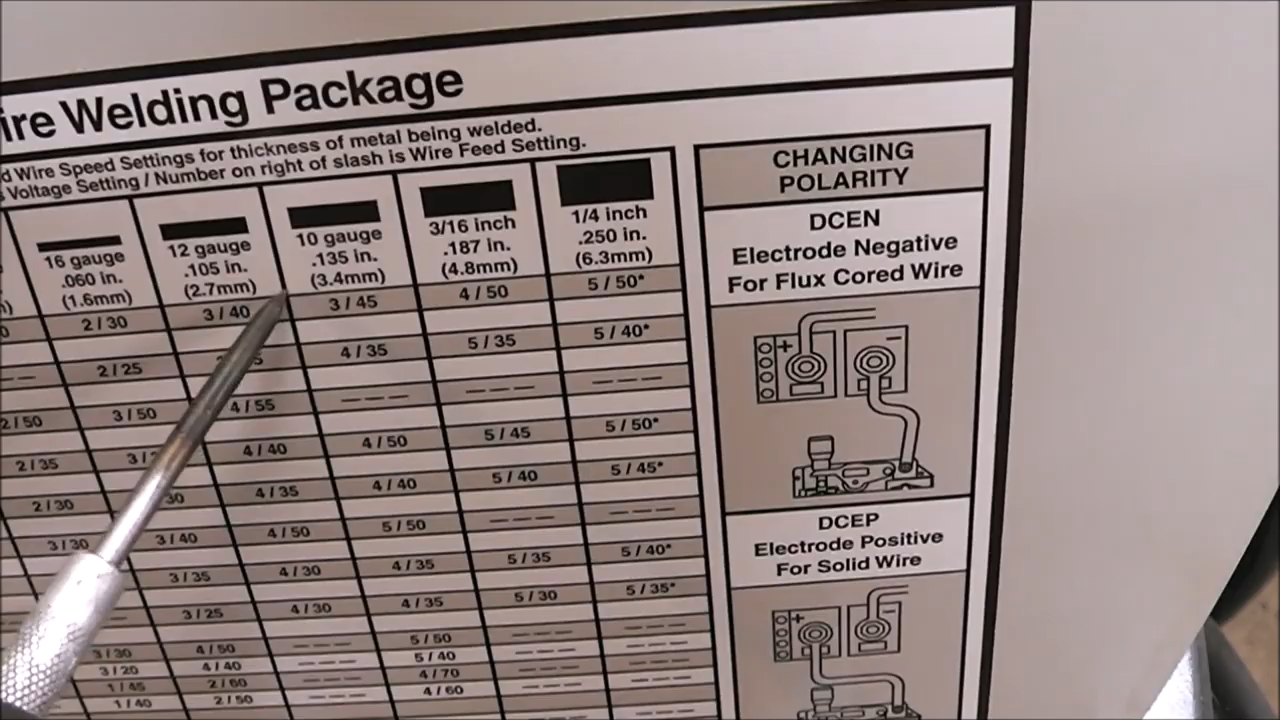 ire Welding Package
d Wire Speed Settings for thickness of metal being welded.
Voltage Setting / Number on right of slash is Wire Feed Setting.
16 gauge
.060 in.
(1.6mm)
12 gauge
.105 in.
(2.7mm)
10 gauge
.135 in.
(3.4mm)
3/16 inch
.187 in.
(4.8mm)
1/4 inch
.250 in.
(6.3mm)
2 / 30 3 / 40 3 / 45 4 / 50 5 / 50*
2 / 25 4 / 35 5 / 35 5 / 40*
2 / 50 3 / 50 4 / 55 — — — — — — — — —
2 / 35 4 / 40 4 / 50 5 / 45 5 / 50*
2 / 30 4 / 35 4 / 40 5 / 40 5 / 45*
3 / 30 3 / 40 4 / 50 5 / 50 — — — — — —
3 / 35 4 / 30 4 / 35 5 / 35 5 / 40*
3 / 25 4 / 30 4 / 35 5 / 30 5 / 35*
3 / 30 4 / 50 — — — 5 / 50 — — — — — —
3 / 20 4 / 40 — — — 5 / 40 — — — — — —
1 / 45 2 / 60 — — — 4 / 70 — — — — — —
1 / 40 2 / 50 — — — 4 / 60 — — — — — —
CHANGING
POLARITY
DCEN
Electrode Negative
For Flux Cored Wire
+ −
DCEP
Electrode Positive
For Solid Wire
+ −